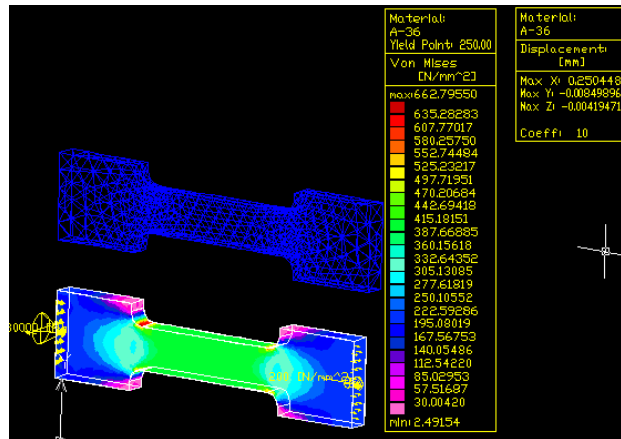 Material:
A-36
Yield Point: 250.00
Von Mises
[N/mm^2]
max:662.79550
635.28283
607.77017
580.25750
552.74484
525.23217
497.71951
470.20684
442.69418
415.18151
387.66885
360.15618
332.64352
305.13085
277.61819
250.10552
222.59286
195.08019
167.56753
140.05486
112.54220
85.02953
57.51687
30.00420
min:2.49154
Material:
A-36
Displacement:
[mm]
Max X: 0.250448
Max Y: -0.00849896
Max Z: -0.00419471
Coeff: 10
[N/mm^2]